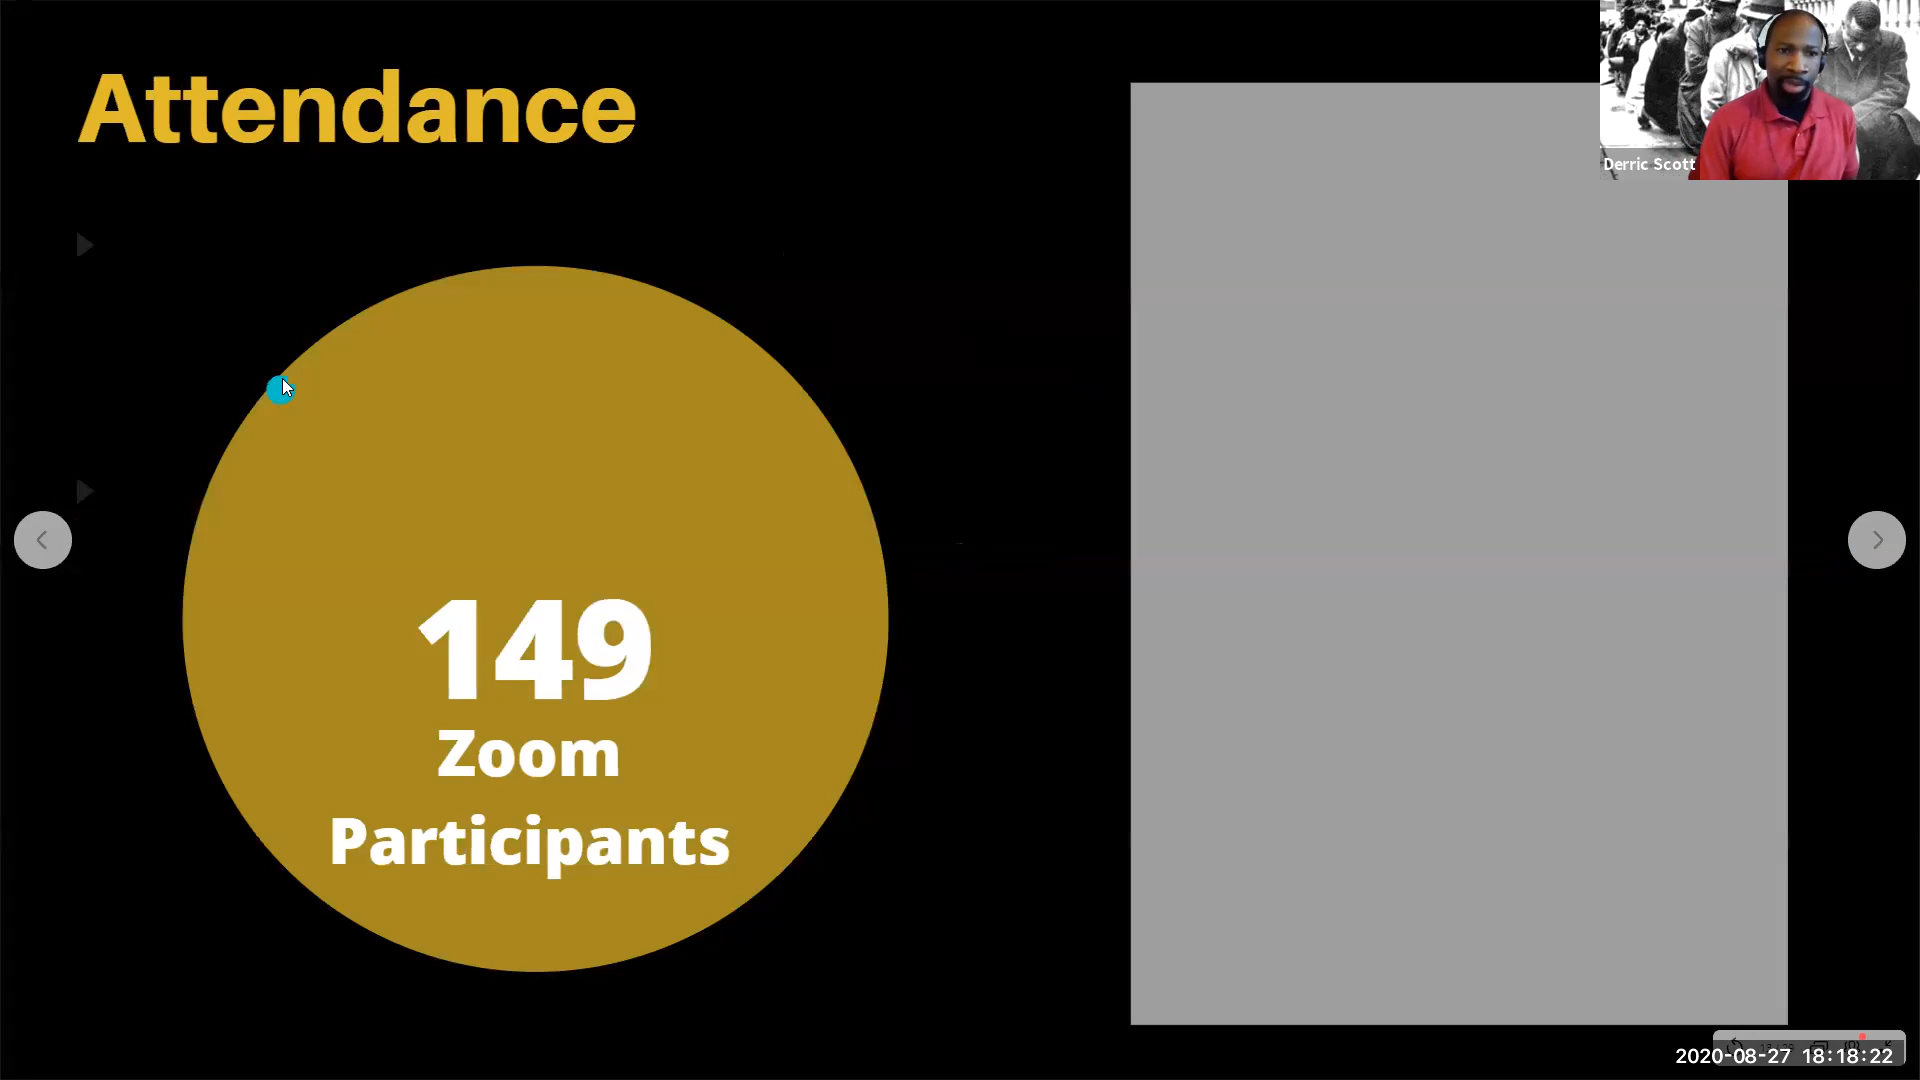 Attendance
Derric Scott
149
Zoom
Participants
2020-08-27 18:18:22